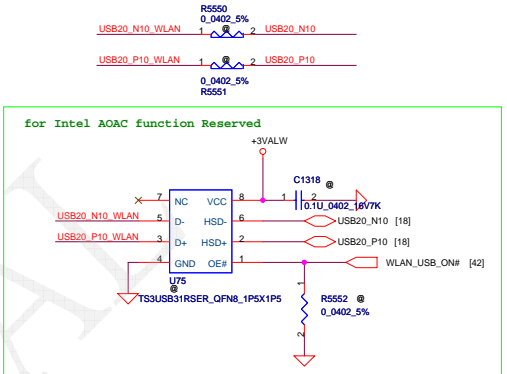 R5550
0_0402_5%
USB20_N10_WLAN 1 @ 2 USB20_N10
USB20_P10_WLAN 1 @ 2 USB20_P10
0_0402_5%
R5551
for Intel AOAC function Reserved
+3VALW
C1318 @
1 2
0.1U_0402_16V7K
7 NC VCC 8
USB20_N10_WLAN 5 D- HSD- 6 USB20_N10 [18]
USB20_P10_WLAN 3 D+ HSD+ 2 USB20_P10 [18]
4 GND OE# 1 WLAN_USB_ON# [42]
U75
@
TS3USB31RSER_QFN8_1P5X1P5
1
R5552 @
0_0402_5%
2